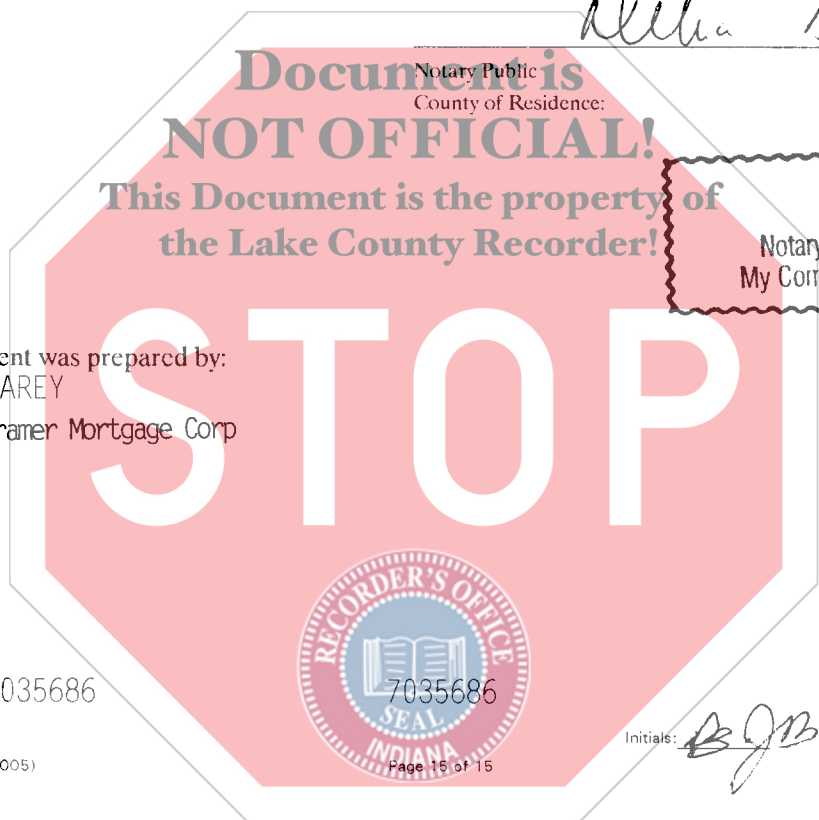 Document is
Notary Public
County of Residence:
NOT OFFICIAL!
This Document is the property of
the Lake County Recorder!
Notary
My Com
ent was prepared by:
AREY
ramer Mortgage Corp
STOP
RECORDER'S OFFICE
035686
7035686
SEAL
INDIANA
Initials: BJB
005)
Page 15 of 15